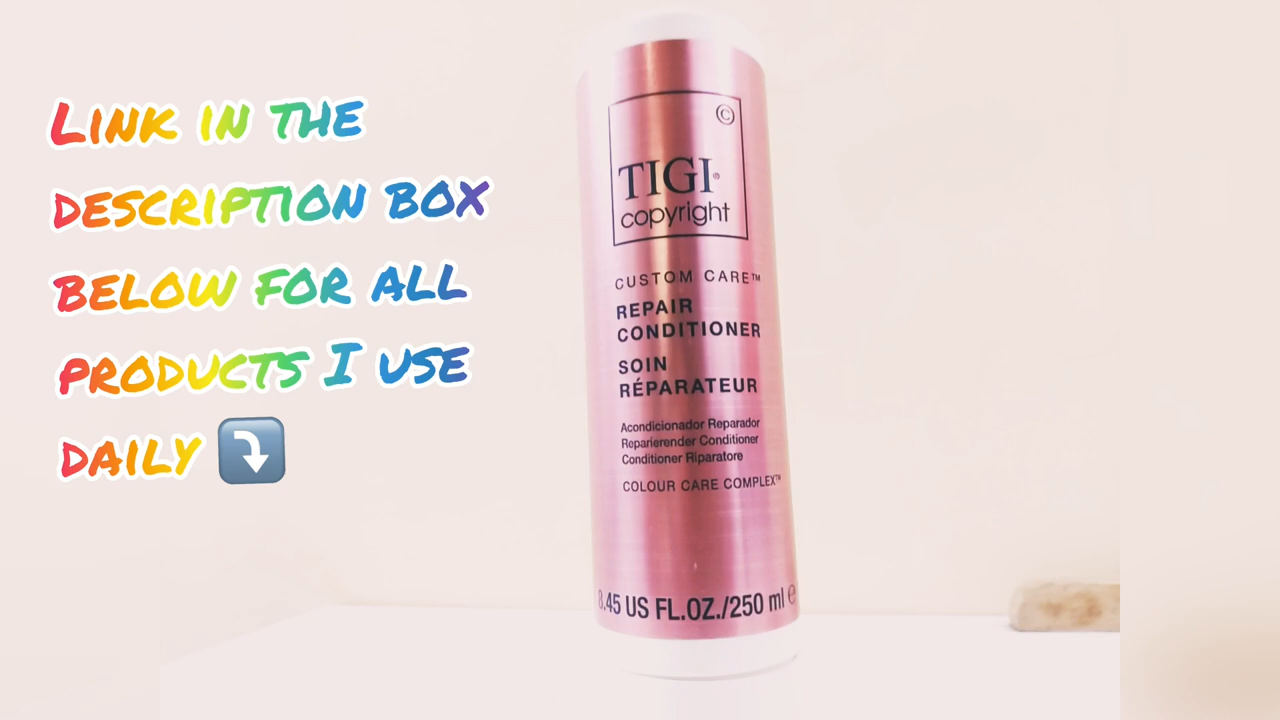 Link in the
description box
below for all
products I use
daily ⤵️
©
TIGI®
copyright
CUSTOM CARE™
REPAIR
CONDITIONER
SOIN
RÉPARATEUR
Acondicionador Reparador
Reparierender Conditioner
Conditioner Riparatore
COLOUR CARE COMPLEX™
8.45 US FL.OZ./250 ml ℮